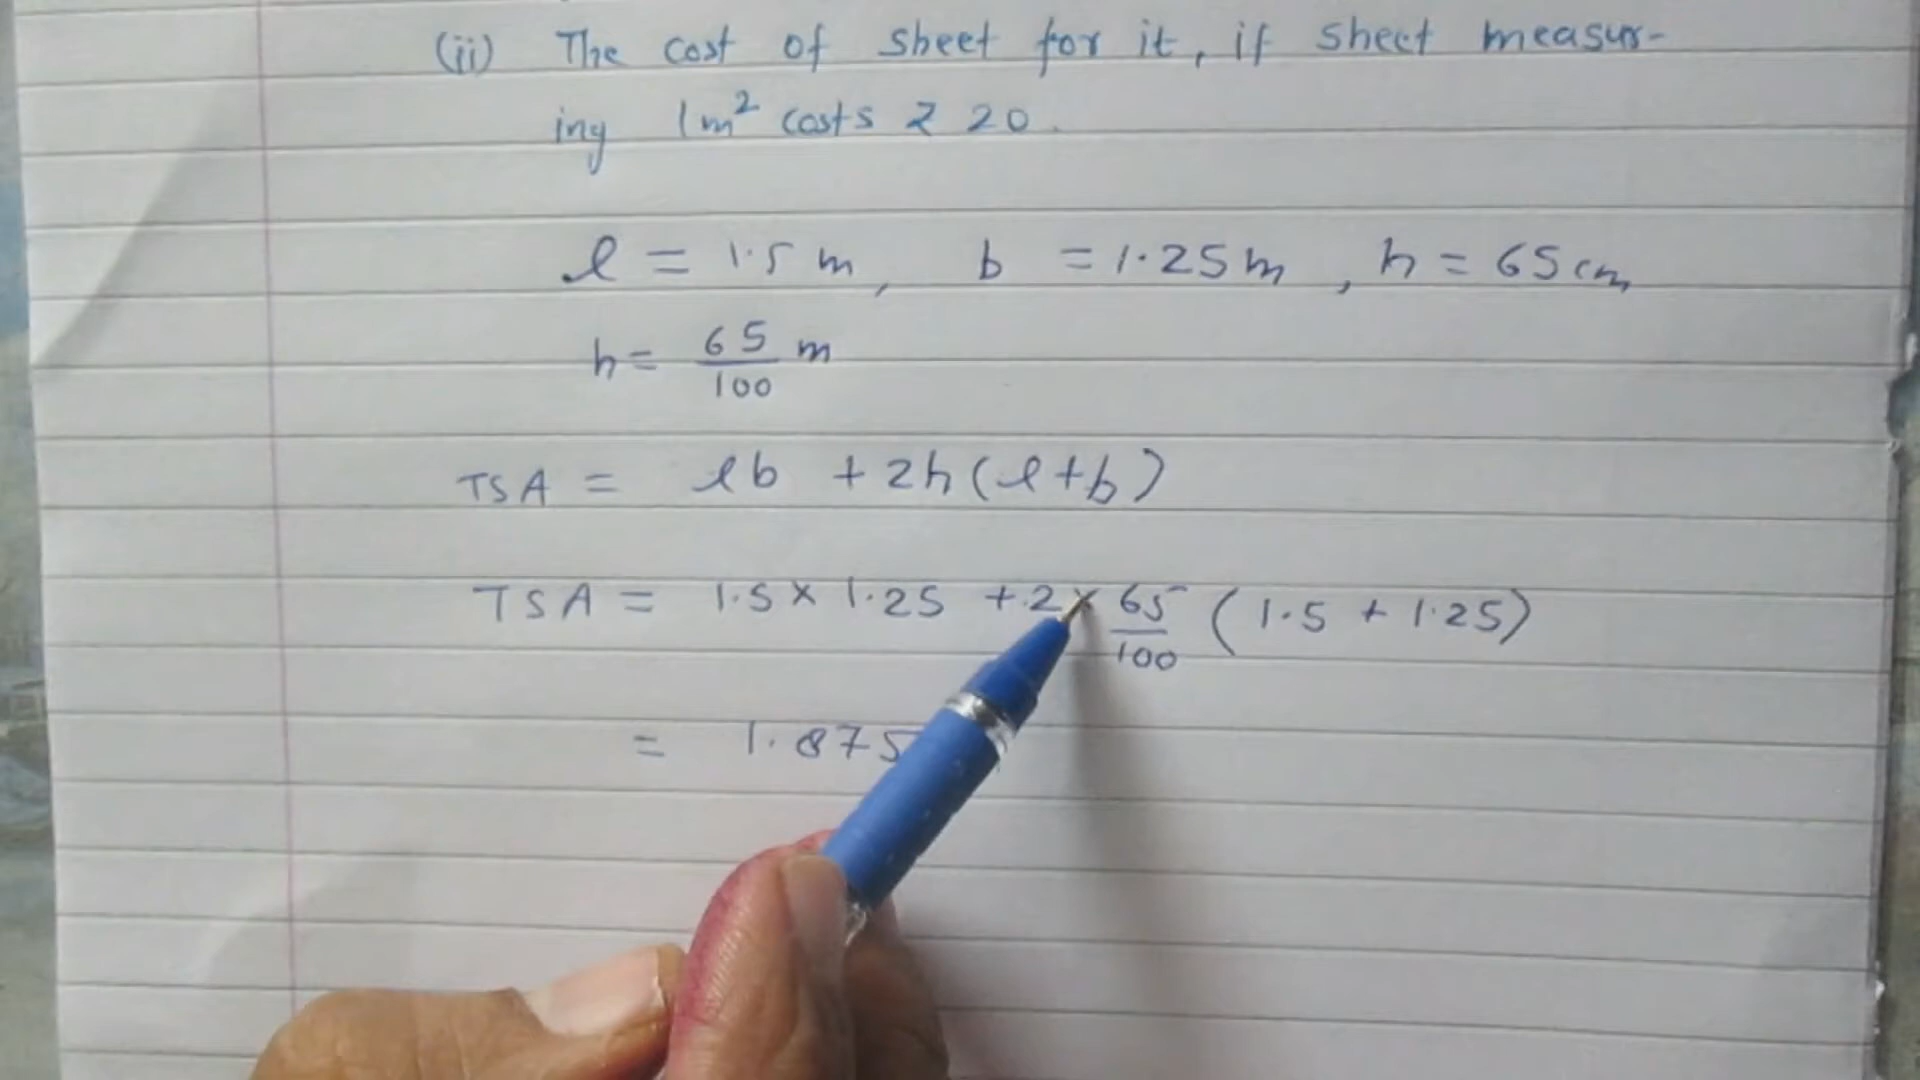 (ii) The cost of sheet for it, if sheet measur-
ing 1m² costs ₹ 20.
l = 1.5 m, b = 1.25 m, h = 65 cm
h = 65/100 m
TSA = lb + 2h (l+b)
TSA = 1.5 × 1.25 + 2 × 65/100 (1.5 + 1.25)
= 1.875